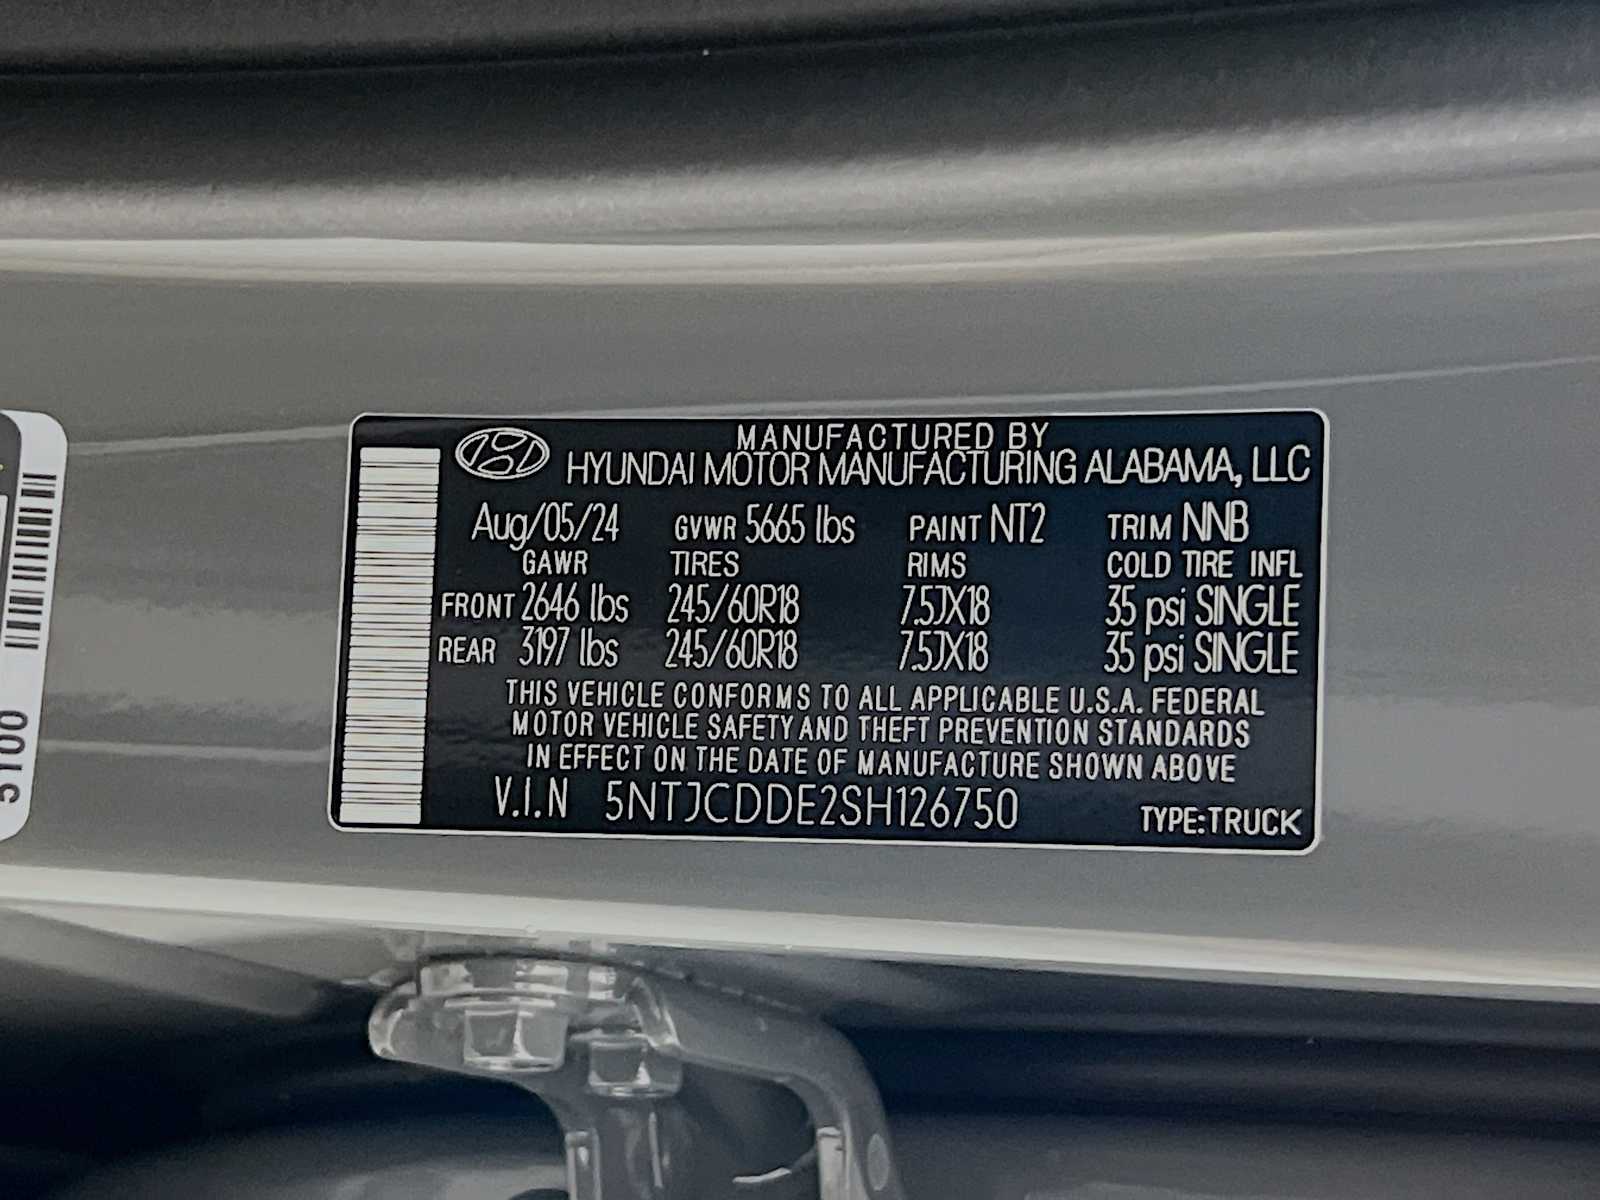 MANUFACTURED BY
HYUNDAI MOTOR MANUFACTURING ALABAMA, LLC
Aug/05/24 GVWR 5665 lbs PAINT NT2 TRIM NNB
GAWR TIRES RIMS COLD TIRE INFL
FRONT 2646 lbs 245/60R18 7.5JX18 35 psi SINGLE
REAR 3197 lbs 245/60R18 7.5JX18 35 psi SINGLE
THIS VEHICLE CONFORMS TO ALL APPLICABLE U.S.A. FEDERAL
MOTOR VEHICLE SAFETY AND THEFT PREVENTION STANDARDS
IN EFFECT ON THE DATE OF MANUFACTURE SHOWN ABOVE
V.I.N 5NTJCDDE2SH126750 TYPE:TRUCK
5100